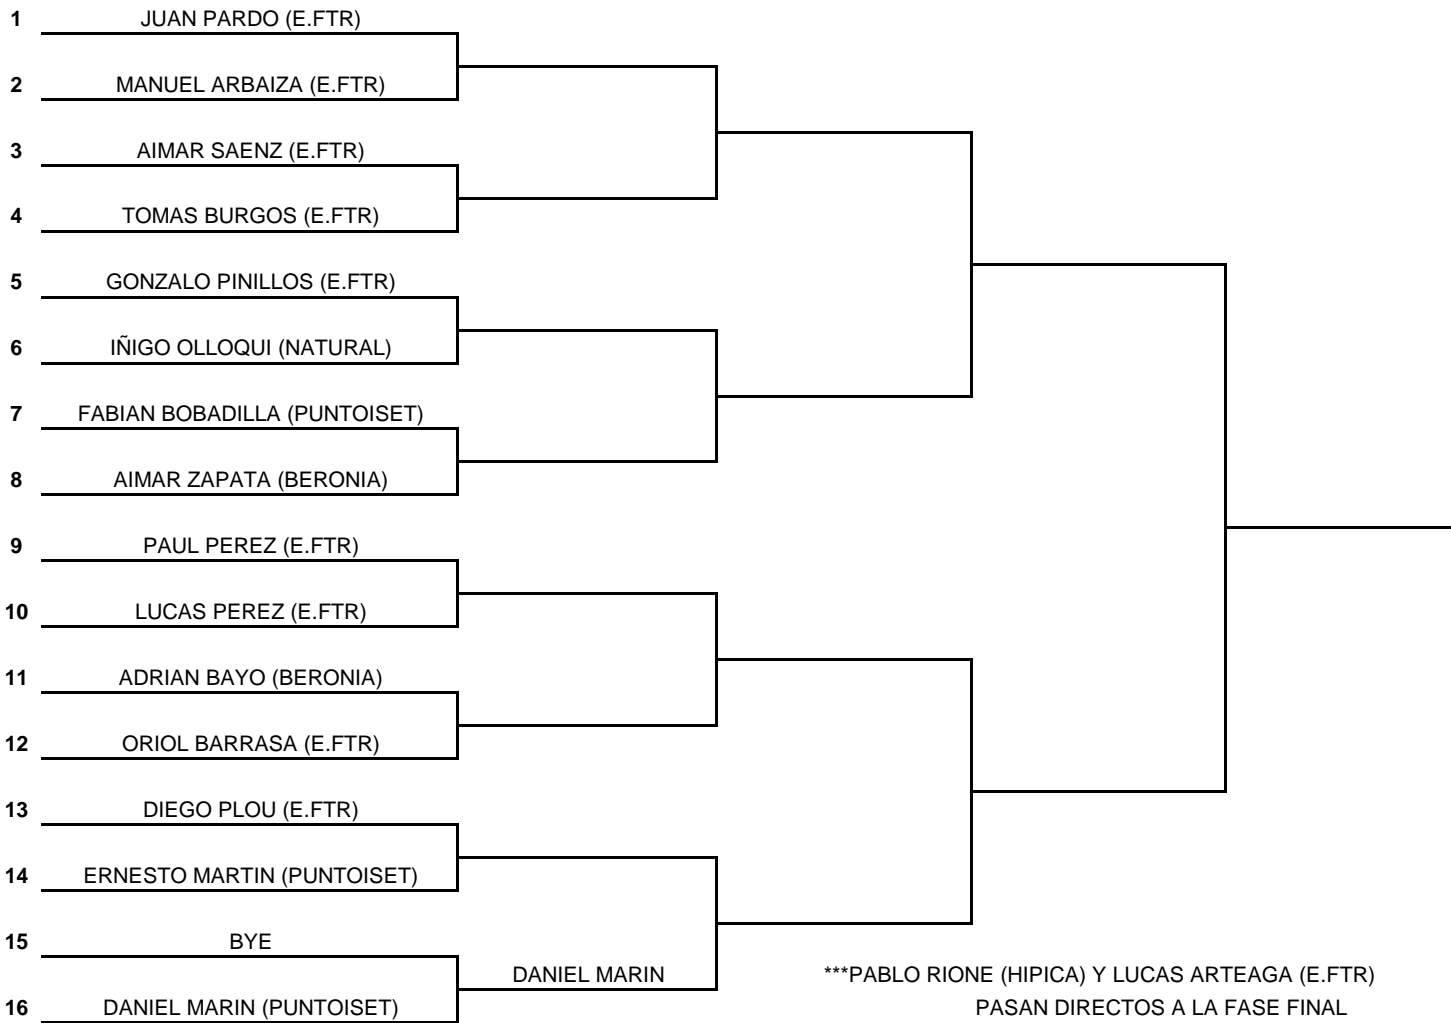 1 JUAN PARDO (E.FTR)
2 MANUEL ARBAIZA (E.FTR)
3 AIMAR SAENZ (E.FTR)
4 TOMAS BURGOS (E.FTR)
5 GONZALO PINILLOS (E.FTR)
6 IÑIGO OLLOQUI (NATURAL)
7 FABIAN BOBADILLA (PUNTOISET)
8 AIMAR ZAPATA (BERONIA)
9 PAUL PEREZ (E.FTR)
10 LUCAS PEREZ (E.FTR)
11 ADRIAN BAYO (BERONIA)
12 ORIOL BARRASA (E.FTR)
13 DIEGO PLOU (E.FTR)
14 ERNESTO MARTIN (PUNTOISET)
15 BYE
DANIEL MARIN
***PABLO RIONE (HIPICA) Y LUCAS ARTEAGA (E.FTR)
16 DANIEL MARIN (PUNTOISET)
PASAN DIRECTOS A LA FASE FINAL